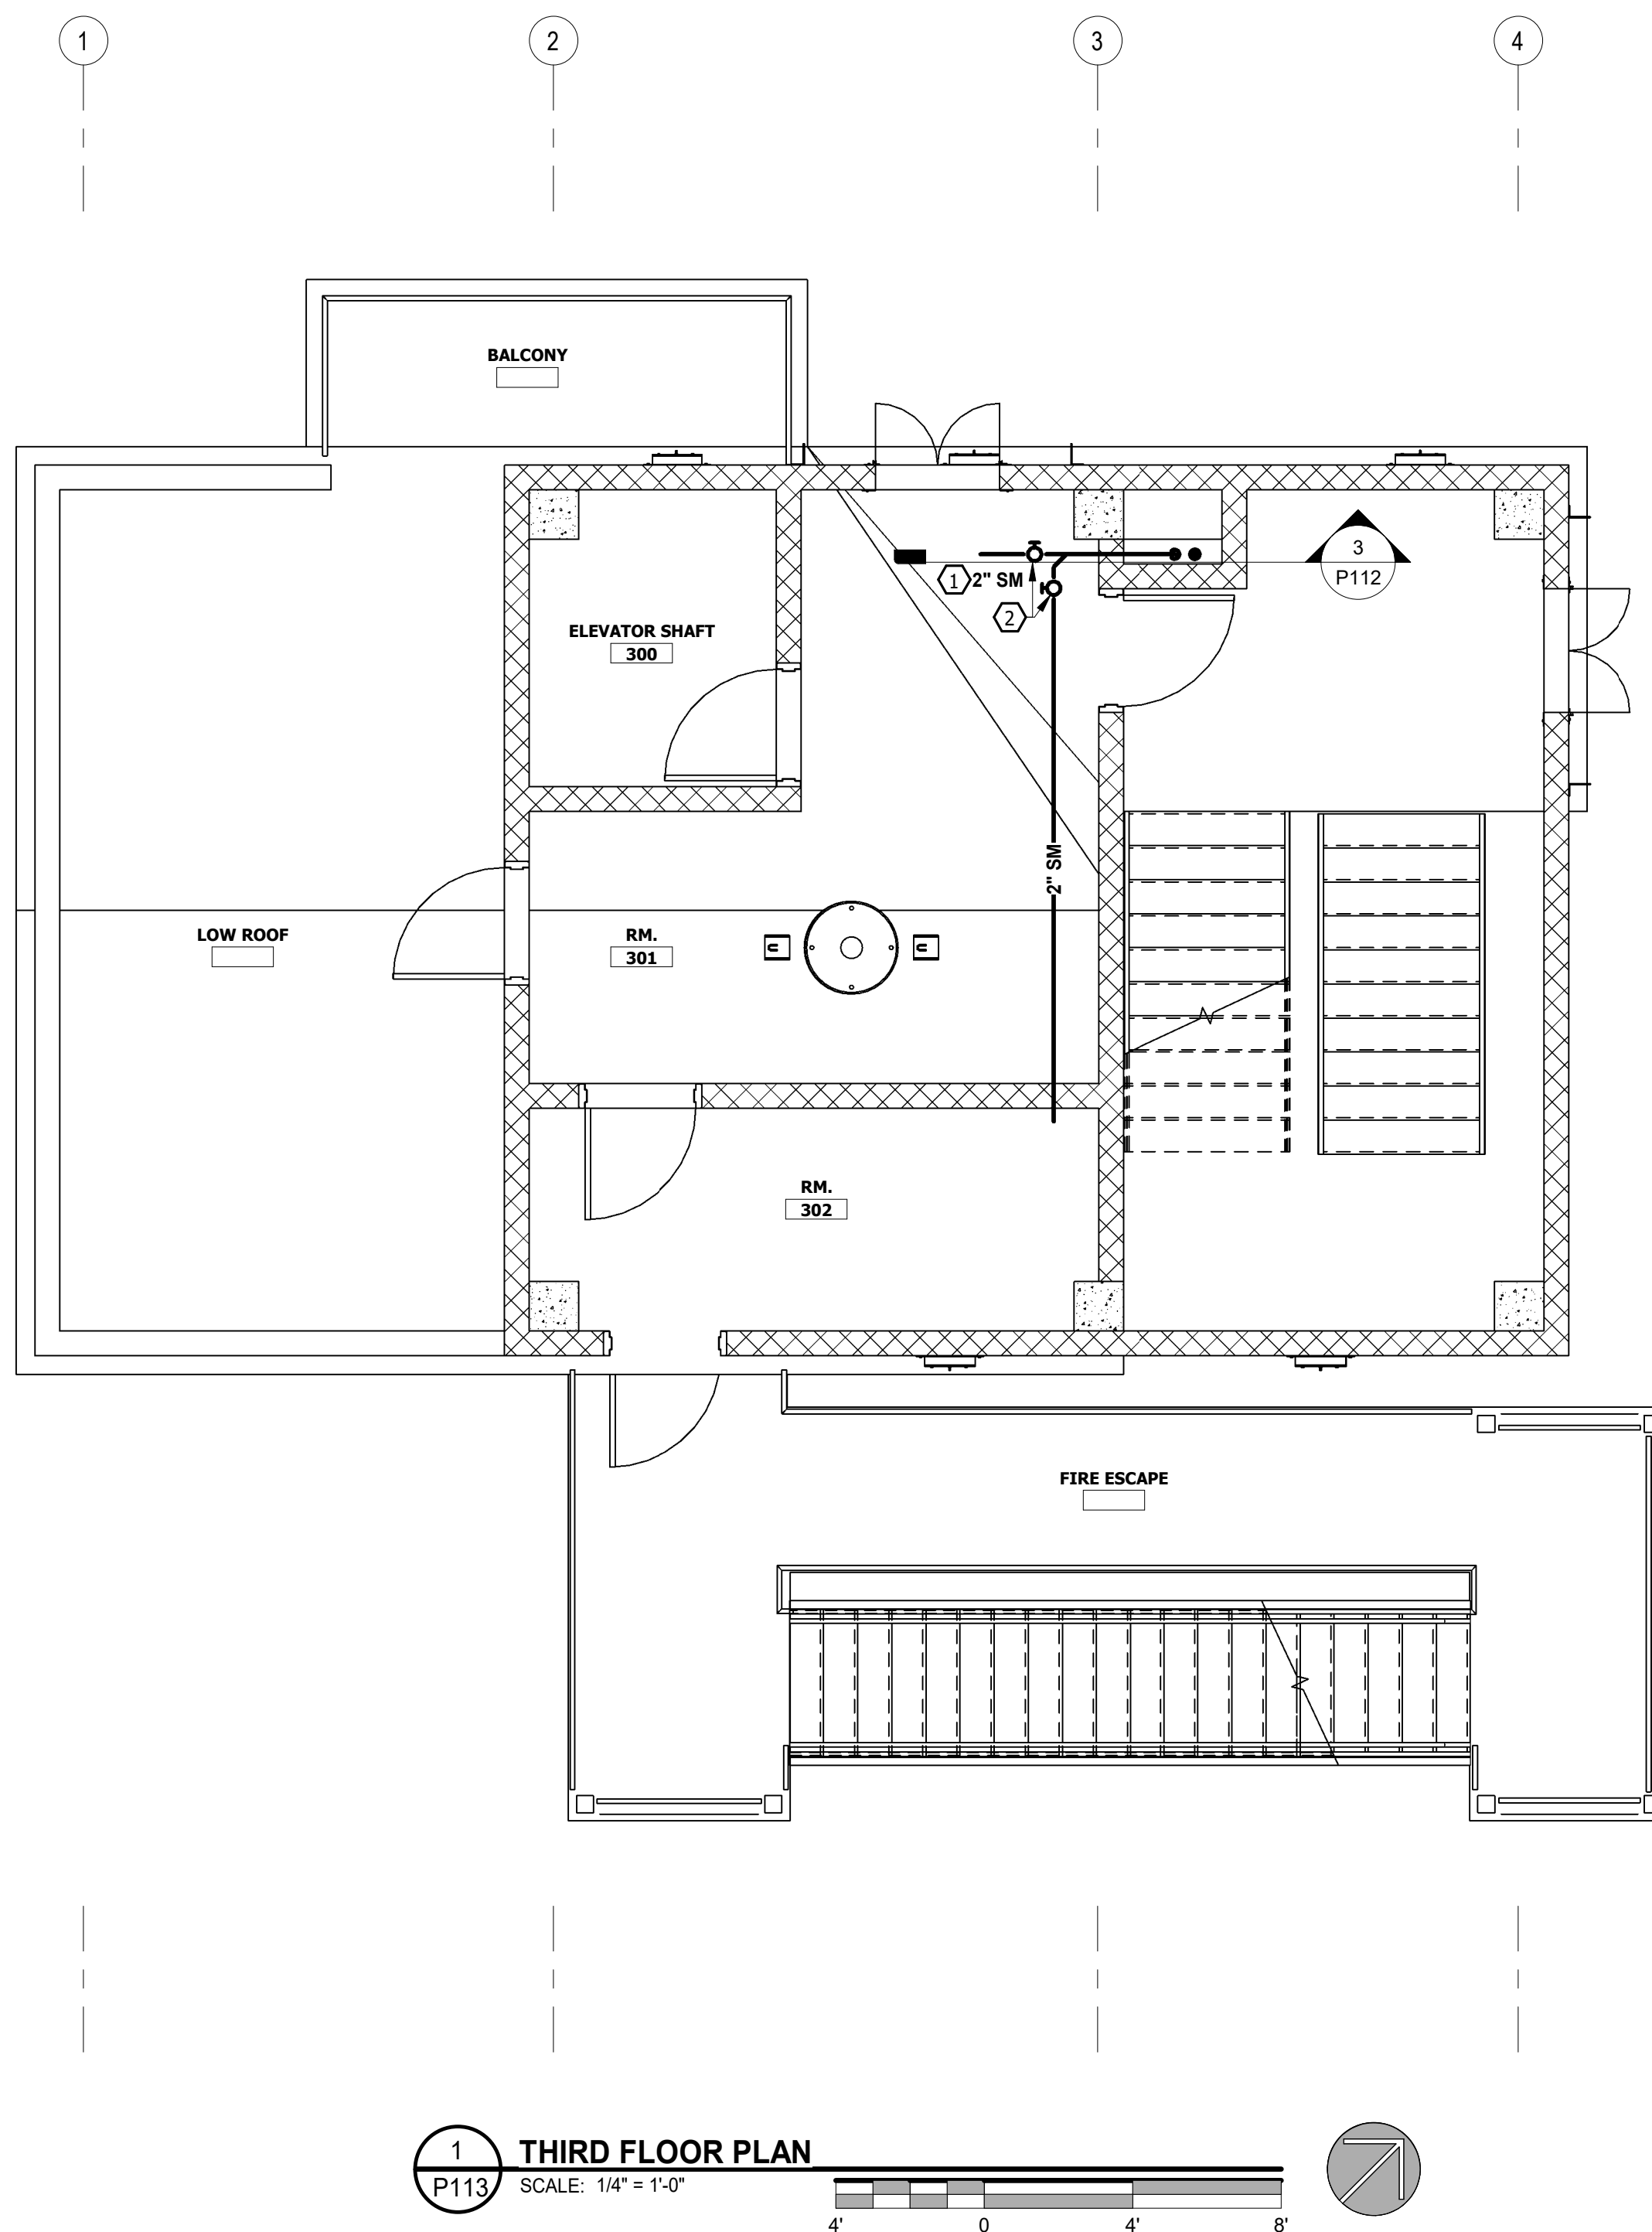 1
2
3
4
BALCONY
3
P112
1
2" SM
2
ELEVATOR SHAFT
300
2" SM
LOW ROOF
RM.
301
RM.
302
FIRE ESCAPE
1
P113
THIRD FLOOR PLAN
SCALE: 1/4" = 1'-0"
4'
0
4'
8'